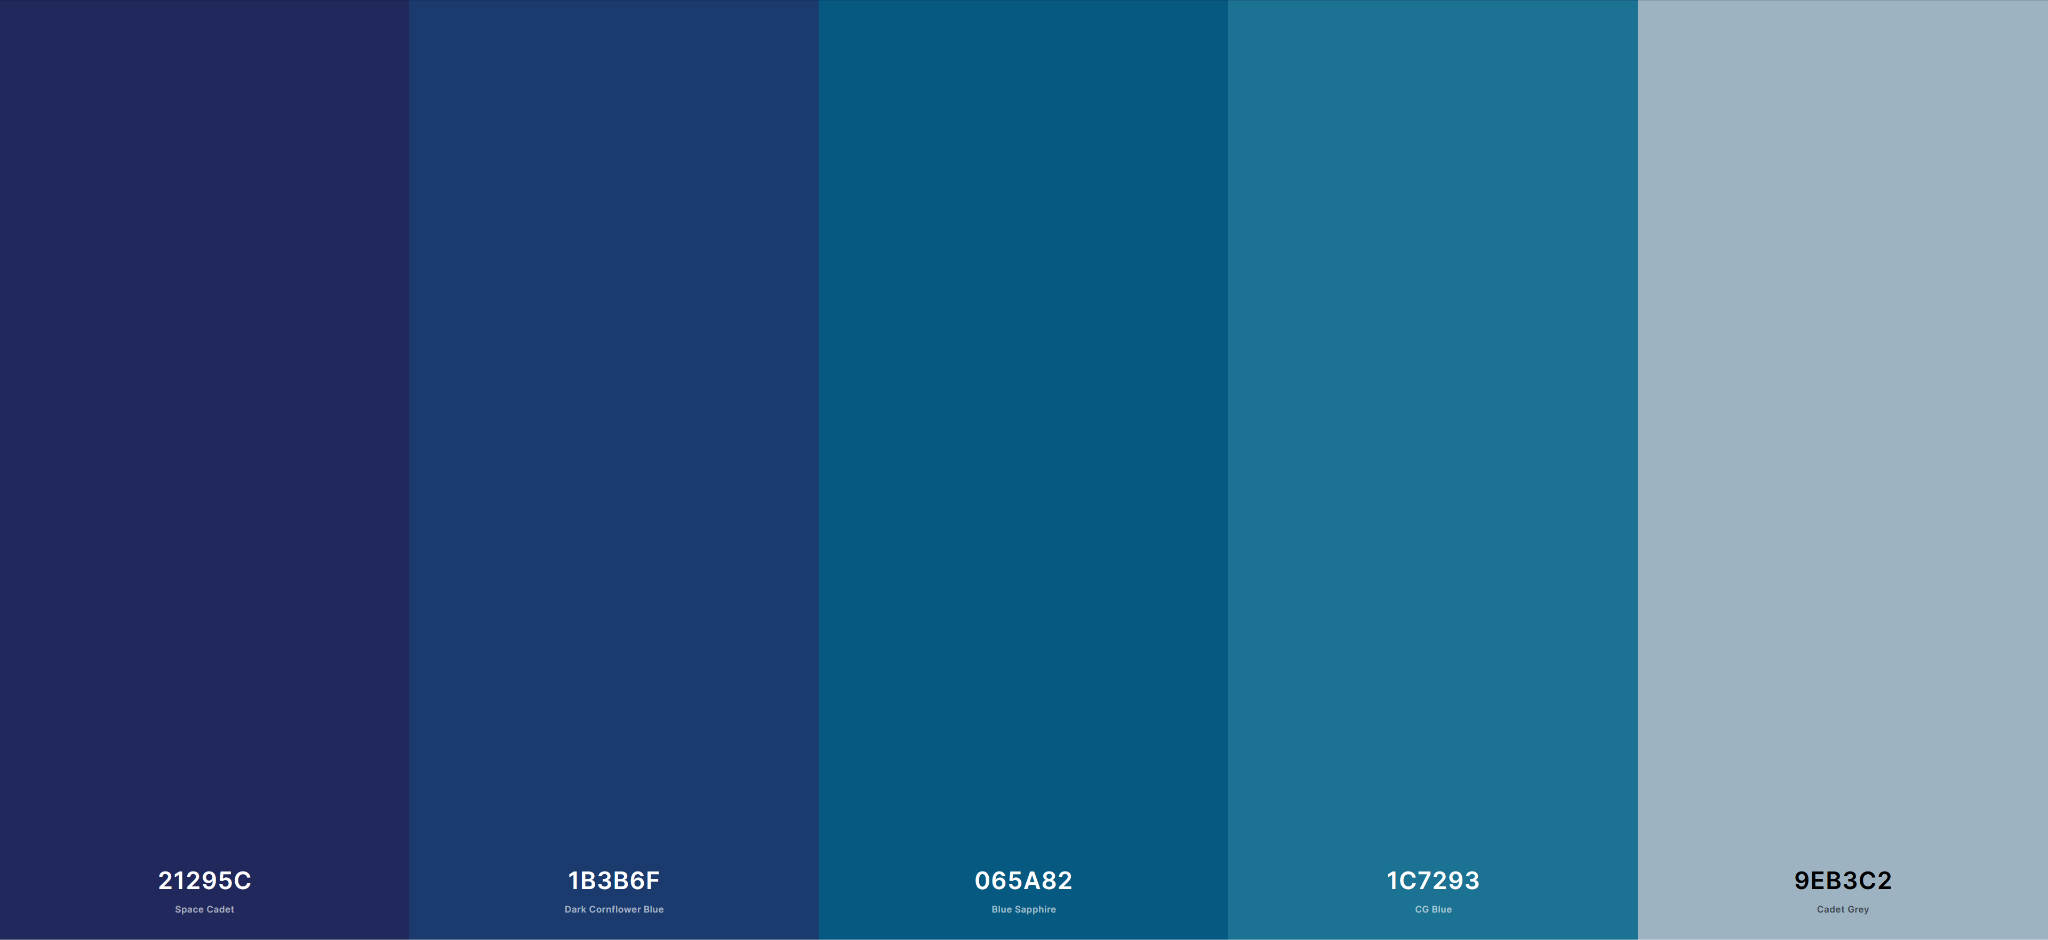 21295C
Space Cadet
1B3B6F
Dark Cornflower Blue
065A82
Blue Sapphire
1C7293
CG Blue
9EB3C2
Cadet Grey